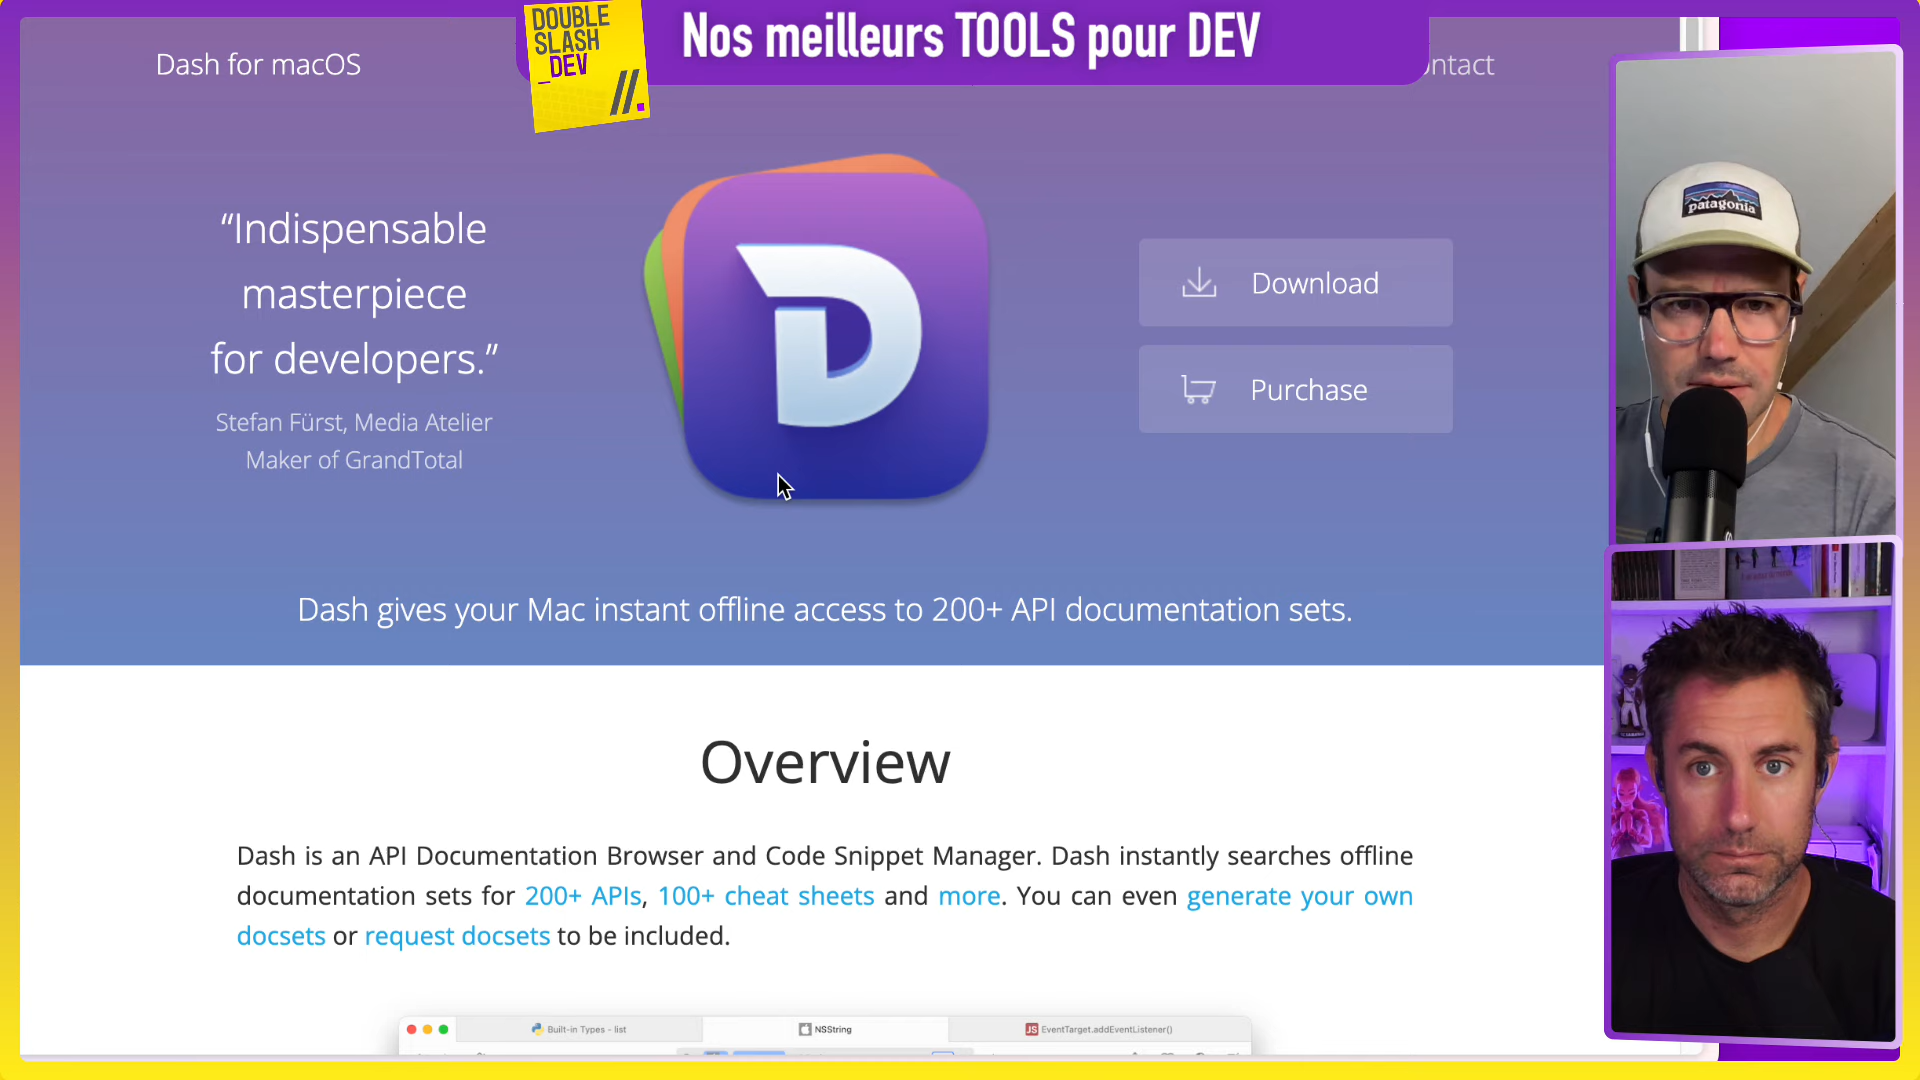 DOUBLE
SLASH
_DEV
//.
Nos meilleurs TOOLS pour DEV
Dash for macOS
ontact
patagonia
“Indispensable
masterpiece
for developers.”
Stefan Fürst, Media Atelier
Maker of GrandTotal
D
Download
Purchase
Dash gives your Mac instant offline access to 200+ API documentation sets.
Overview
Dash is an API Documentation Browser and Code Snippet Manager. Dash instantly searches offline
documentation sets for 200+ APIs, 100+ cheat sheets and more. You can even generate your own
docsets or request docsets to be included.
Built-in Types - list
NSString
JS EventTarget.addEventListener()